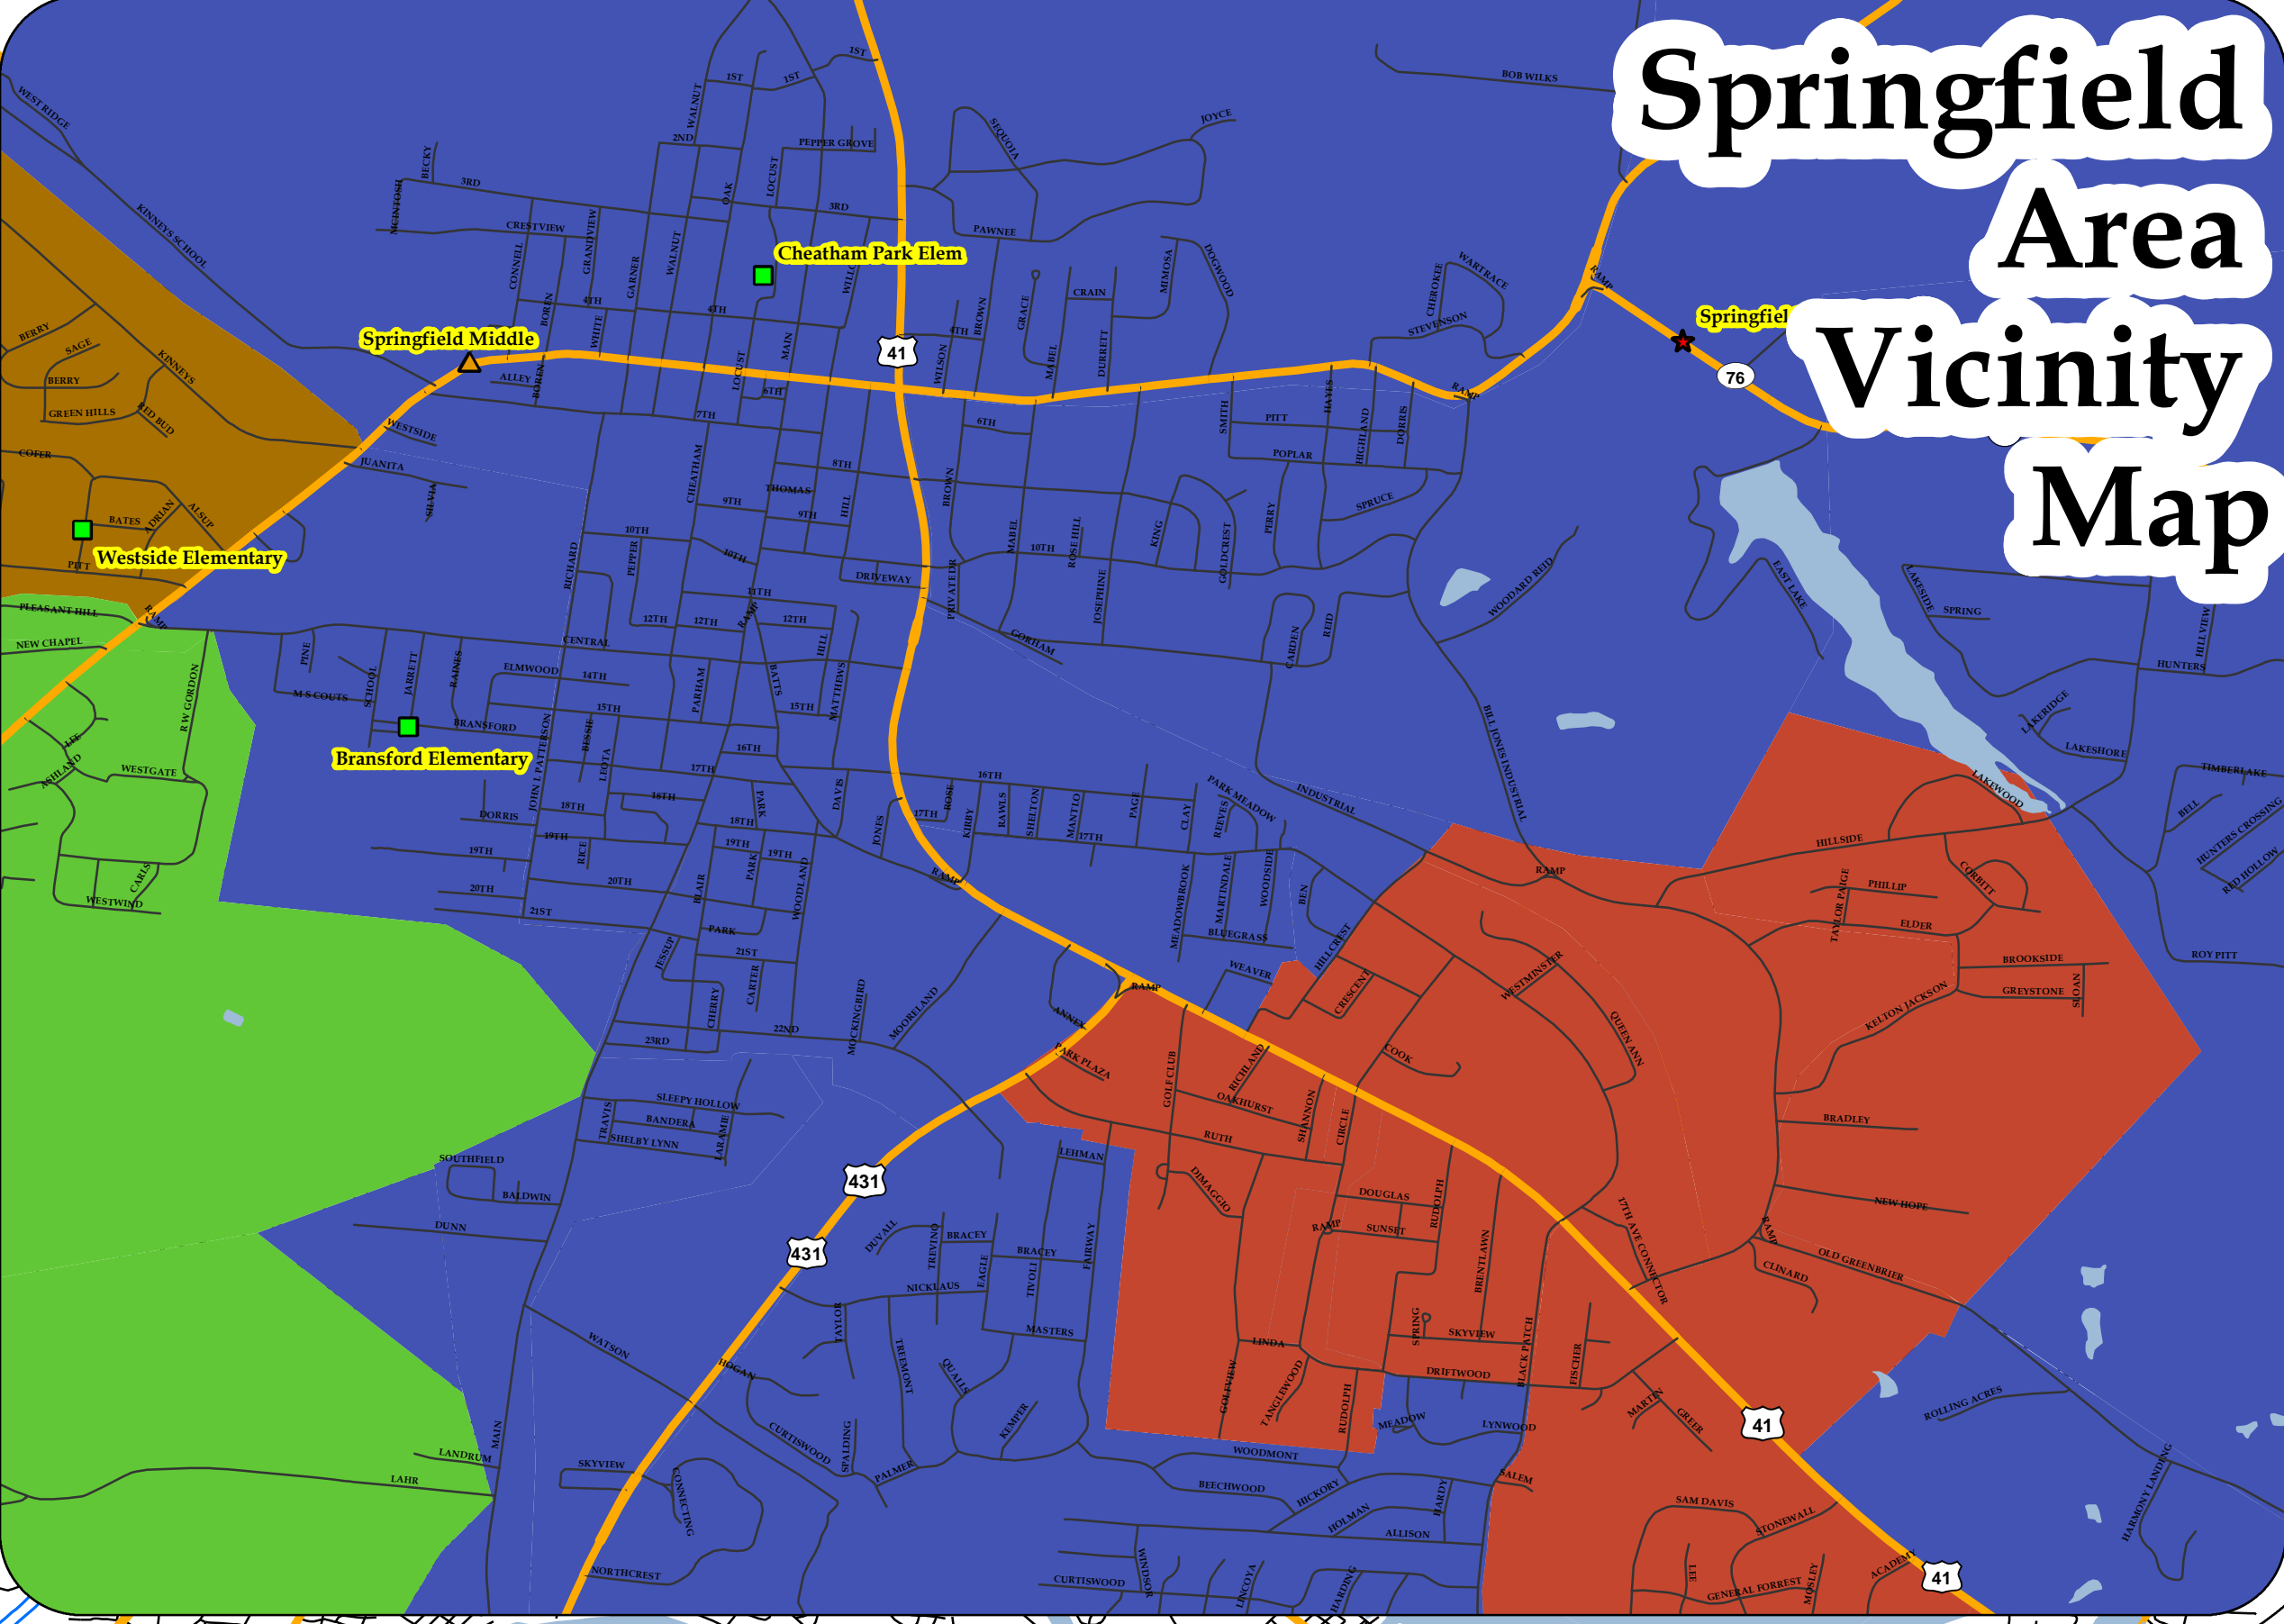 Springfield
Area
Vicinity
Map
1ST
1ST
1ST
WALNUT
BOB WILKS
WEST RIDGE
2ND
PEPPER GROVE
SEQUOIA
JOYCE
BECKY
3RD
MCINTOSH
OAK
LOCUST
3RD
KINNEYS SCHOOL
CRESTVIEW
GRANDVIEW
CONNELL
GARNER
WALNUT
PAWNEE
Cheatham Park Elem
MIMOSA
DOGWOOD
CHEROKEE
WARTRACE
RAMP
BOREN
4TH
4TH
WHITE
MAIN
4TH
BROWN
GRACE
CRAIN
STEVENSON
Springfield Middle
41
WILSON
MABEL
DURRETT
76
BERRY
SAGE
KINNEYS
BERRY
GREEN HILLS
RED BUD
ALLEY
BOREN
LOCUST
6TH
7TH
6TH
SMITH
PITT
HAYES
HIGHLAND
DORRIS
RAMP
COFER
WESTSIDE
JUANITA
SILVIA
CHEATHAM
8TH
THOMAS
9TH
9TH
HILL
BROWN
POPLAR
SPRUCE
PERRY
BATES
ADRIAN
ALSUP
Westside Elementary
PITT
10TH
10TH
PEPPER
RICHARD
DRIVEWAY
PRIVATEDR
MABEL
10TH
ROSE HILL
KING
GOLDCREST
JOSEPHINE
WOODARD REID
EAST LAKE
LAKESIDE
SPRING
HILLVIEW
HUNTERS
PLEASANT HILL
RAMP
NEW CHAPEL
11TH
RAMP
12TH
12TH
12TH
HILL
CENTRAL
GORHAM
CARDEN
REID
PINE
SCHOOL
JARRETT
RAINES
M S COUTS
R W GORDON
ELMWOOD
14TH
PARHAM
BATTS
MATTHEWS
15TH
15TH
BRANSFORD
Bransford Elementary
JOHN L PATTERSON
BESSIE
LEOTA
16TH
17TH
LEE
ASHLAND
WESTGATE
CARLS
WESTWIND
DORRIS
18TH
18TH
18TH
PARK
DAVIS
JONES
17TH
ROSE
16TH
KIRBY
RAWLS
SHELTON
MANTLO
17TH
PAGE
CLAY
REEVES
PARK MEADOW
INDUSTRIAL
BILL JONES INDUSTRIAL
LAKERIDGE
LAKESHORE
TIMBERLAKE
BELL
HUNTERS CROSSING
RED HOLLOW
LAKEWOOD
HILLSIDE
19TH
19TH
RICE
19TH
19TH
PARK
BLAIR
WOODLAND
20TH
20TH
21ST
PARK
21ST
RAMP
MEADOWBROOK
MARTINDALE
WOODSIDE
BEN
BLUEGRASS
WEAVER
HILLCREST
CRESCENT
RAMP
PHILLIP
TAYLOR PAIGE
CORBITT
ELDER
BROOKSIDE
GREYSTONE
SLOAN
ROY PITT
KELTON JACKSON
WESTMINSTER
QUEEN ANN
JESSUP
CHERRY
CARTER
22ND
23RD
MOCKINGBIRD
MOORELAND
RAMP
ANNEX
PARK PLAZA
GOLF CLUB
RICHLAND
OAKHURST
SHANNON
CIRCLE
COOK
RUTH
BRADLEY
SLEEPY HOLLOW
TRAVIS
BANDERA
SHELBY LYNN
LARAMIE
SOUTHFIELD
BALDWIN
DUNN
431
431
LEHMAN
DIMAGGIO
DOUGLAS
RUDOLPH
RAMP
SUNSET
BRENTLAWN
17TH AVE CONNECTOR
RAMP
NEW HOPE
OLD GREENBRIER
CLINARD
DUVALL
TREVINO
BRACEY
BRACEY
EAGLE
TIVOLI
FAIRWAY
NICKLAUS
TAYLOR
MASTERS
WATSON
HOGAN
TREEMONT
QUALLS
KEMPER
LINDA
SPRING
SKYVIEW
BLACK PATCH
FISCHER
DRIFTWOOD
GOLFVIEW
TANGLEWOOD
RUDOLPH
MEADOW
LYNWOOD
MARTIN
GREER
41
ROLLING ACRES
CURTISWOOD
SPALDING
PALMER
WOODMONT
BEECHWOOD
HICKORY
HOLMAN
HARDY
SALEM
ALLISON
MAIN
LANDRUM
LAHR
SKYVIEW
CONNECTING
NORTHCREST
CURTISWOOD
WINDSOR
LINCOYA
HARDING
SAM DAVIS
STONEWALL
LEE
GENERAL FORREST
MOSLEY
ACADEMY
41
HARMONY LANDING